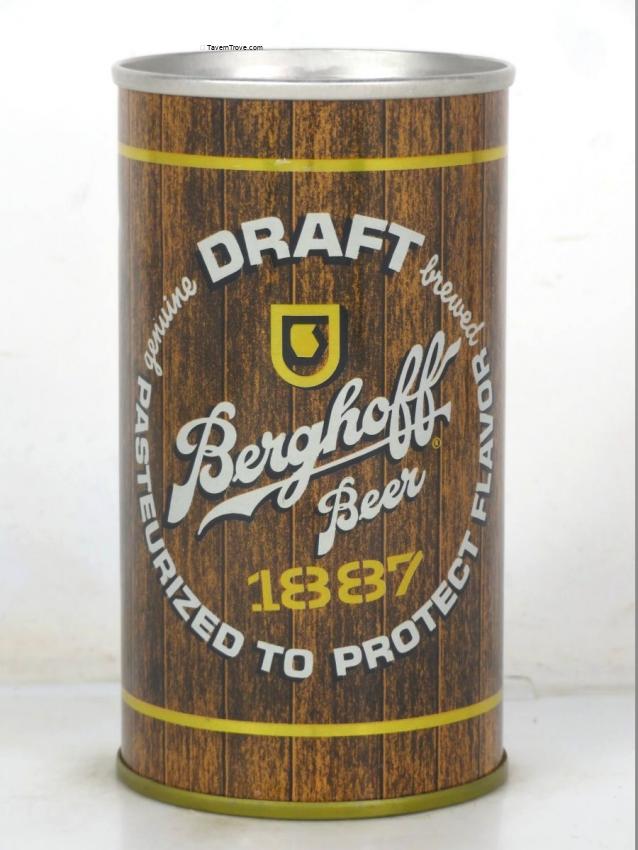 TavernTrove.com
genuine DRAFT brewed
Berghoff®
Beer
1887
PASTEURIZED TO PROTECT FLAVOR